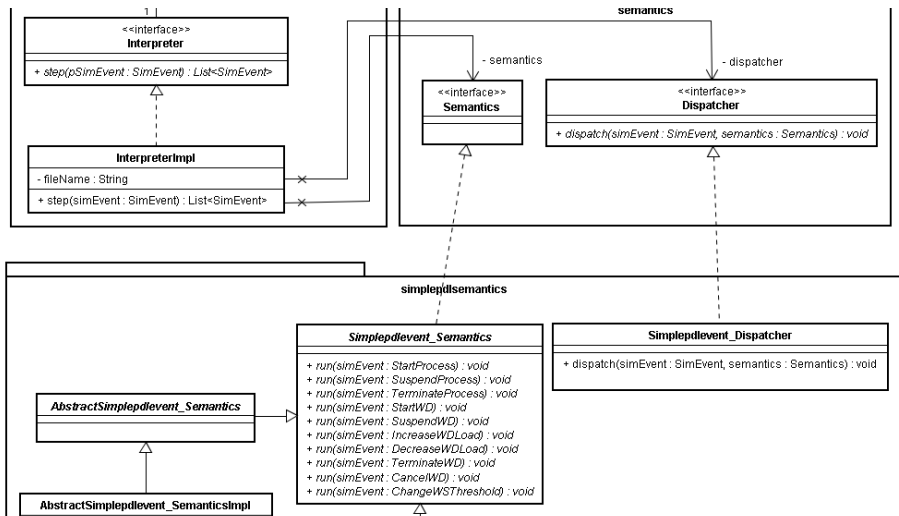 1
<<interface>>
Interpreter
+ step(pSimEvent : SimEvent) : List<SimEvent>
InterpreterImpl
- fileName : String
+ step(simEvent : SimEvent) : List<SimEvent>
semantics
- semantics
- dispatcher
<<interface>>
Semantics
<<interface>>
Dispatcher
+ dispatch(simEvent : SimEvent, semantics : Semantics) : void
simplepdlsemantics
Simplepdlevent_Semantics
+ run(simEvent : StartProcess) : void
+ run(simEvent : SuspendProcess) : void
+ run(simEvent : TerminateProcess) : void
+ run(simEvent : StartWD) : void
+ run(simEvent : SuspendWD) : void
+ run(simEvent : IncreaseWDLoad) : void
+ run(simEvent : DecreaseWDLoad) : void
+ run(simEvent : TerminateWD) : void
+ run(simEvent : CancelWD) : void
+ run(simEvent : ChangeWSThreshold) : void
Simplepdlevent_Dispatcher
+ dispatch(simEvent : SimEvent, semantics : Semantics) : void
AbstractSimplepdlevent_Semantics
AbstractSimplepdlevent_SemanticsImpl